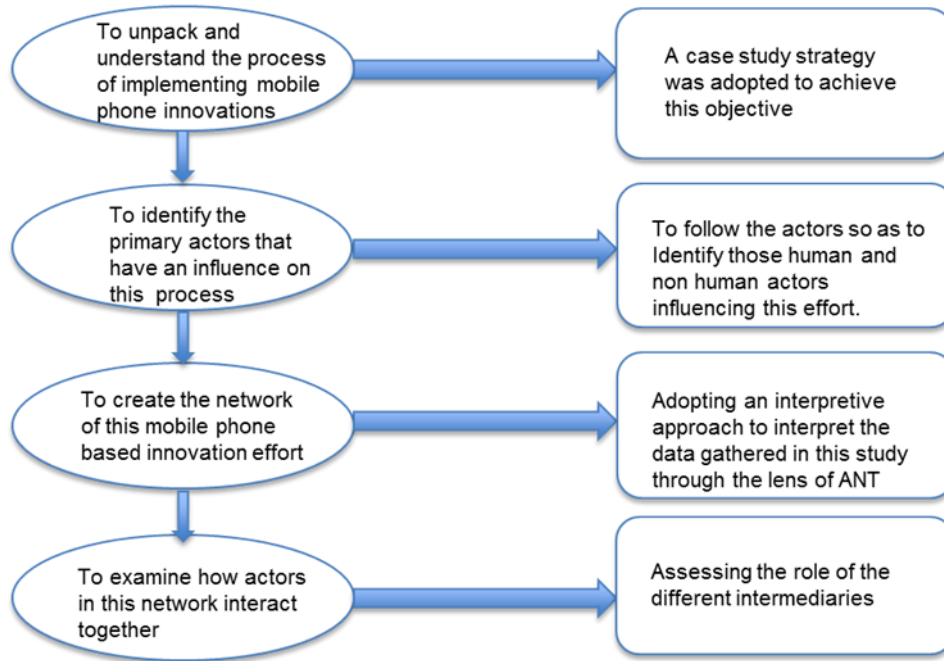 To unpack and
understand the process
of implementing mobile
phone innovations
A case study strategy
was adopted to achieve
this objective
To identify the
primary actors that
have an influence on
this process
To follow the actors so as to
Identify those human and
non human actors
influencing this effort.
To create the network
of this mobile phone
based innovation effort
Adopting an interpretive
approach to interpret the
data gathered in this study
through the lens of ANT
To examine how actors
in this network interact
together
Assessing the role of the
different intermediaries